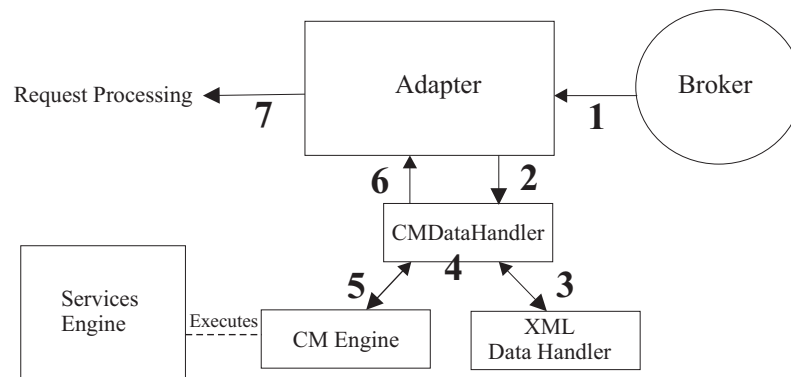 Adapter
Broker
Request Processing
7
1
6
2
CMDataHandler
4
5
3
Services
Engine
Executes
CM Engine
XML
Data Handler